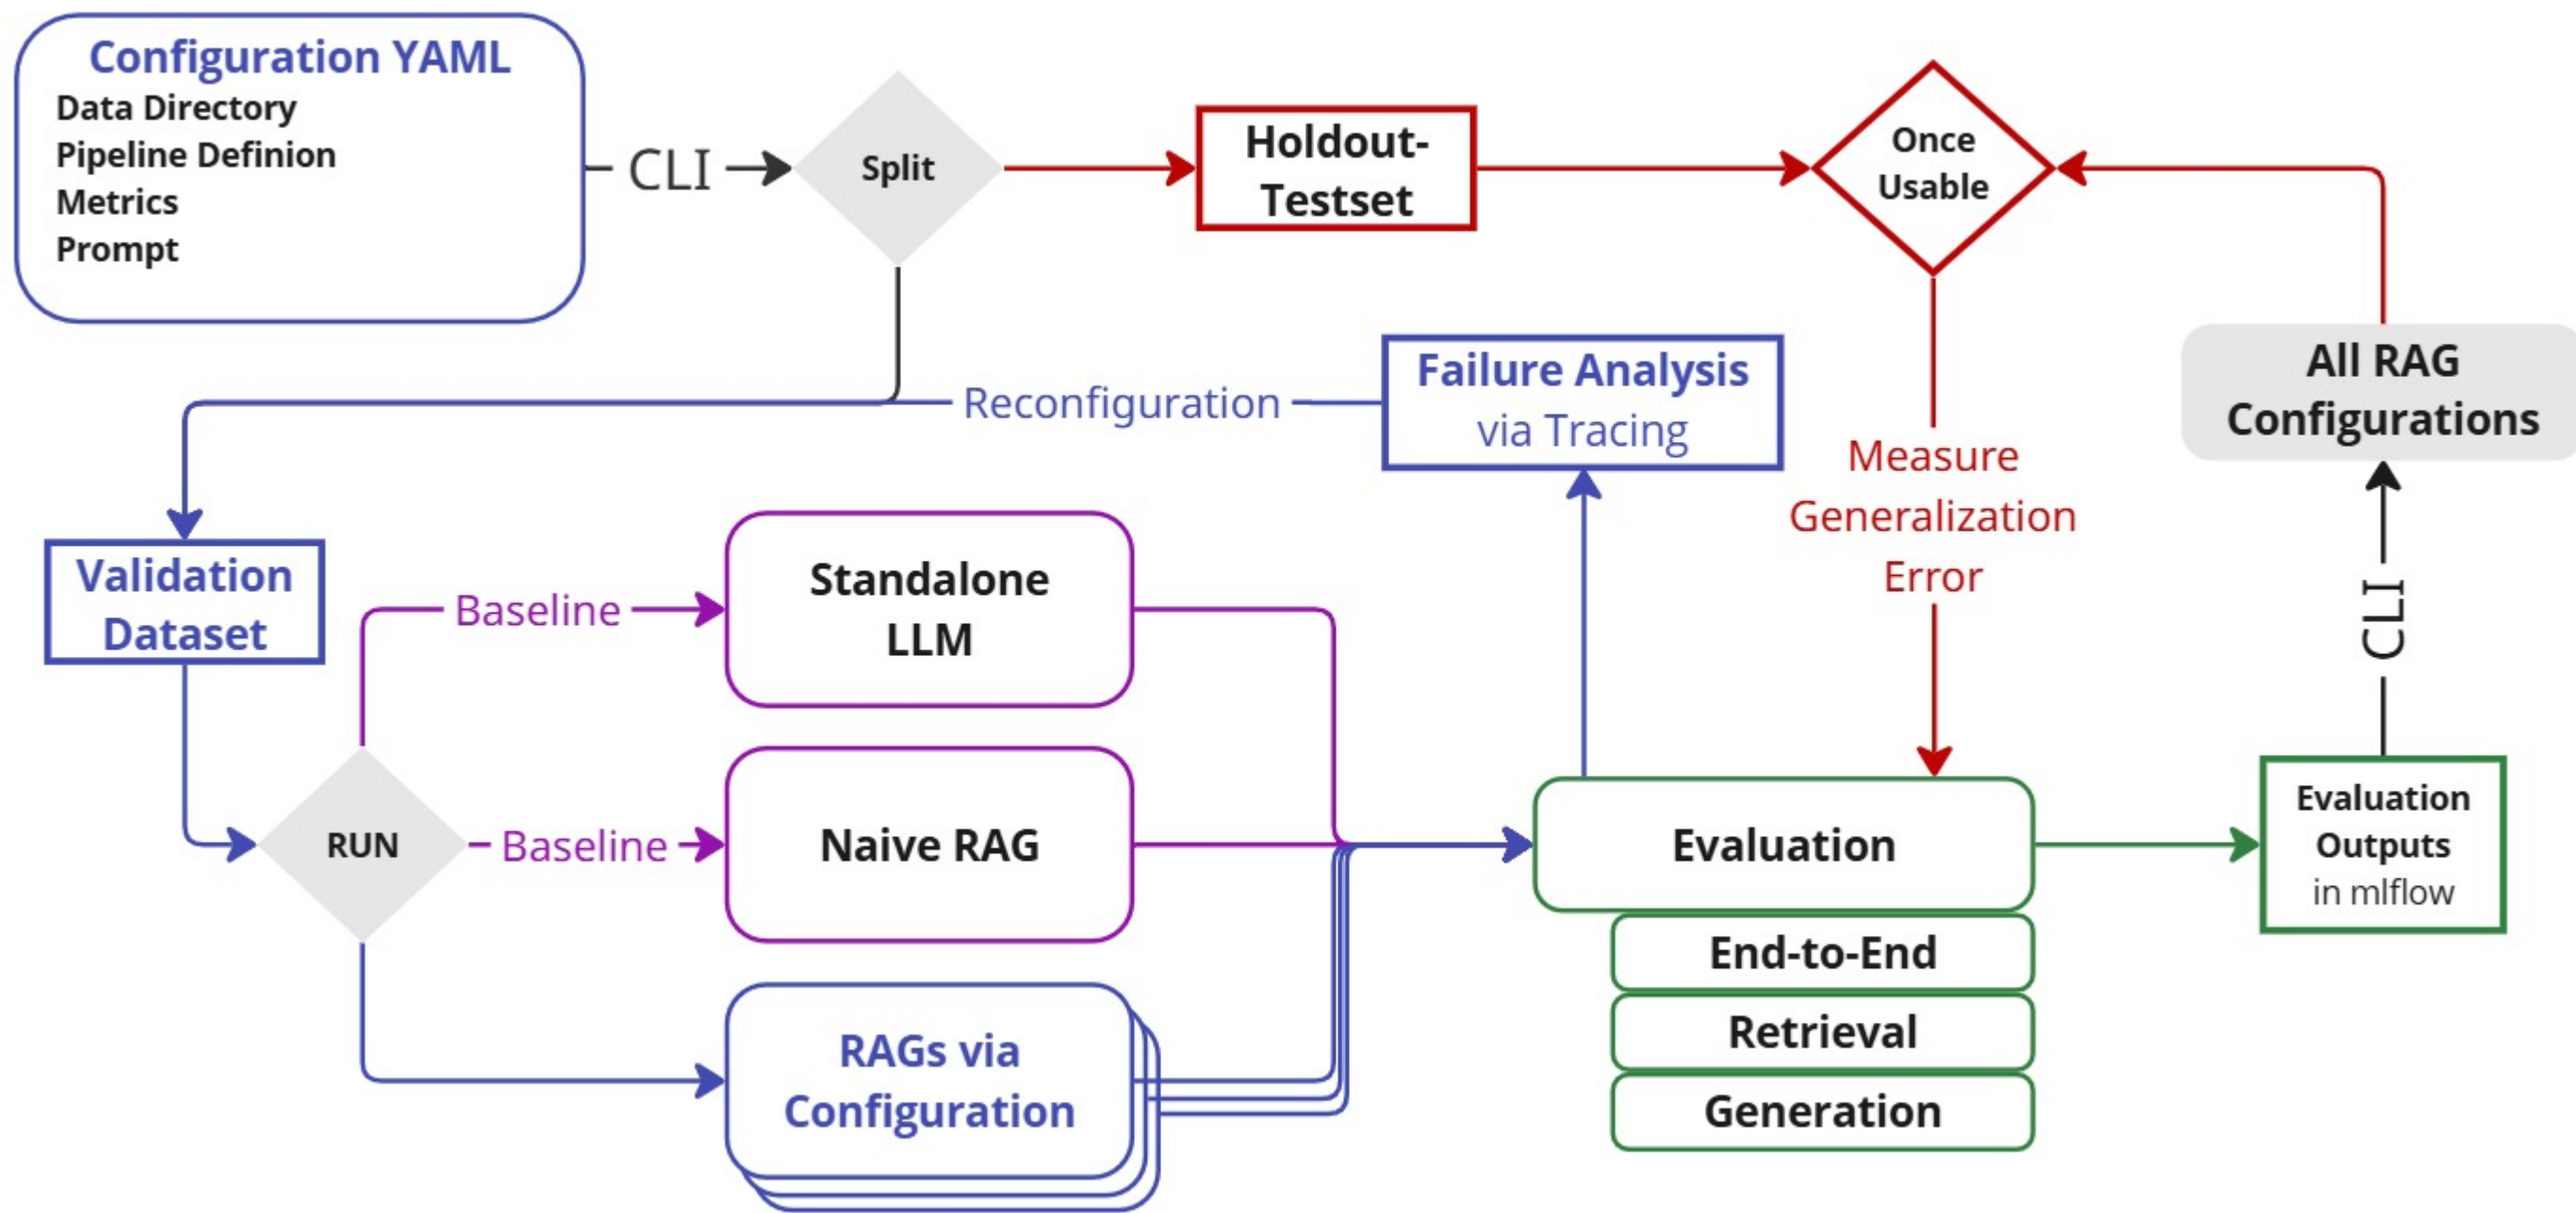 Configuration YAML
Data Directory
Pipeline Definion
Metrics
Prompt
CLI
Split
Holdout-
Testset
Once
Usable
Reconfiguration
Failure Analysis
via Tracing
Measure
Generalization
Error
All RAG
Configurations
CLI
Validation
Dataset
Baseline
Standalone
LLM
RUN
Baseline
Naive RAG
RAGs via
Configuration
Evaluation
End-to-End
Retrieval
Generation
Evaluation
Outputs
in mlflow